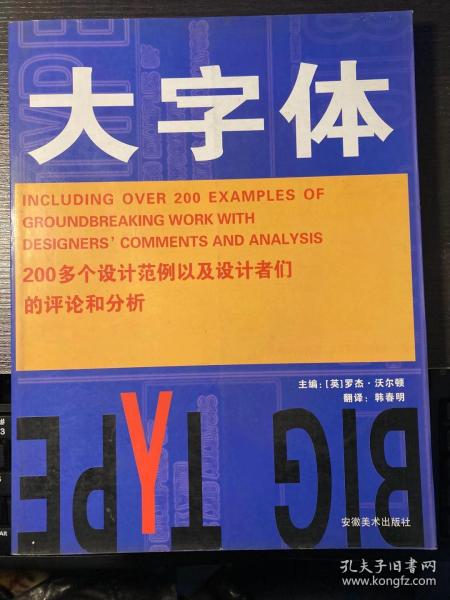 大字体
INCLUDING OVER 200 EXAMPLES OF
GROUNDBREAKING WORK WITH
DESIGNERS' COMMENTS AND ANALYSIS
200多个设计范例以及设计者们
的评论和分析
主编：[英]罗杰·沃尔顿
翻译：韩春明
BIG TYPE
安徽美术出版社
孔夫子旧书网
www.kongfz.com